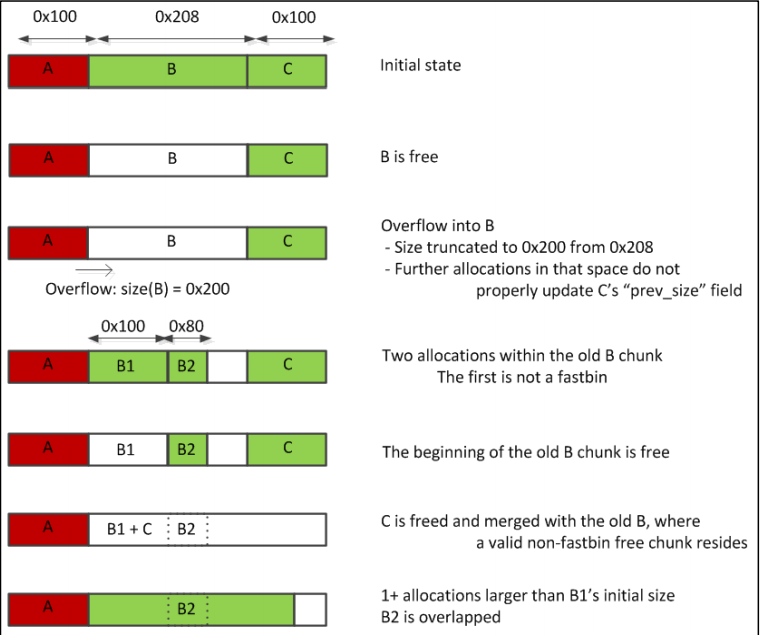 0x100 0x208 0x100
A B C Initial state
A B C B is free
Overflow into B
A B C - Size truncated to 0x200 from 0x208
- Further allocations in that space do not
Overflow: size(B) = 0x200 properly update C’s “prev_size” field
0x100 0x80
Two allocations within the old B chunk
A B1 B2 C The first is not a fastbin
A B1 B2 C The beginning of the old B chunk is free
C is freed and merged with the old B, where
A B1 + C B2 a valid non-fastbin free chunk resides
1+ allocations larger than B1’s initial size
A B2 B2 is overlapped